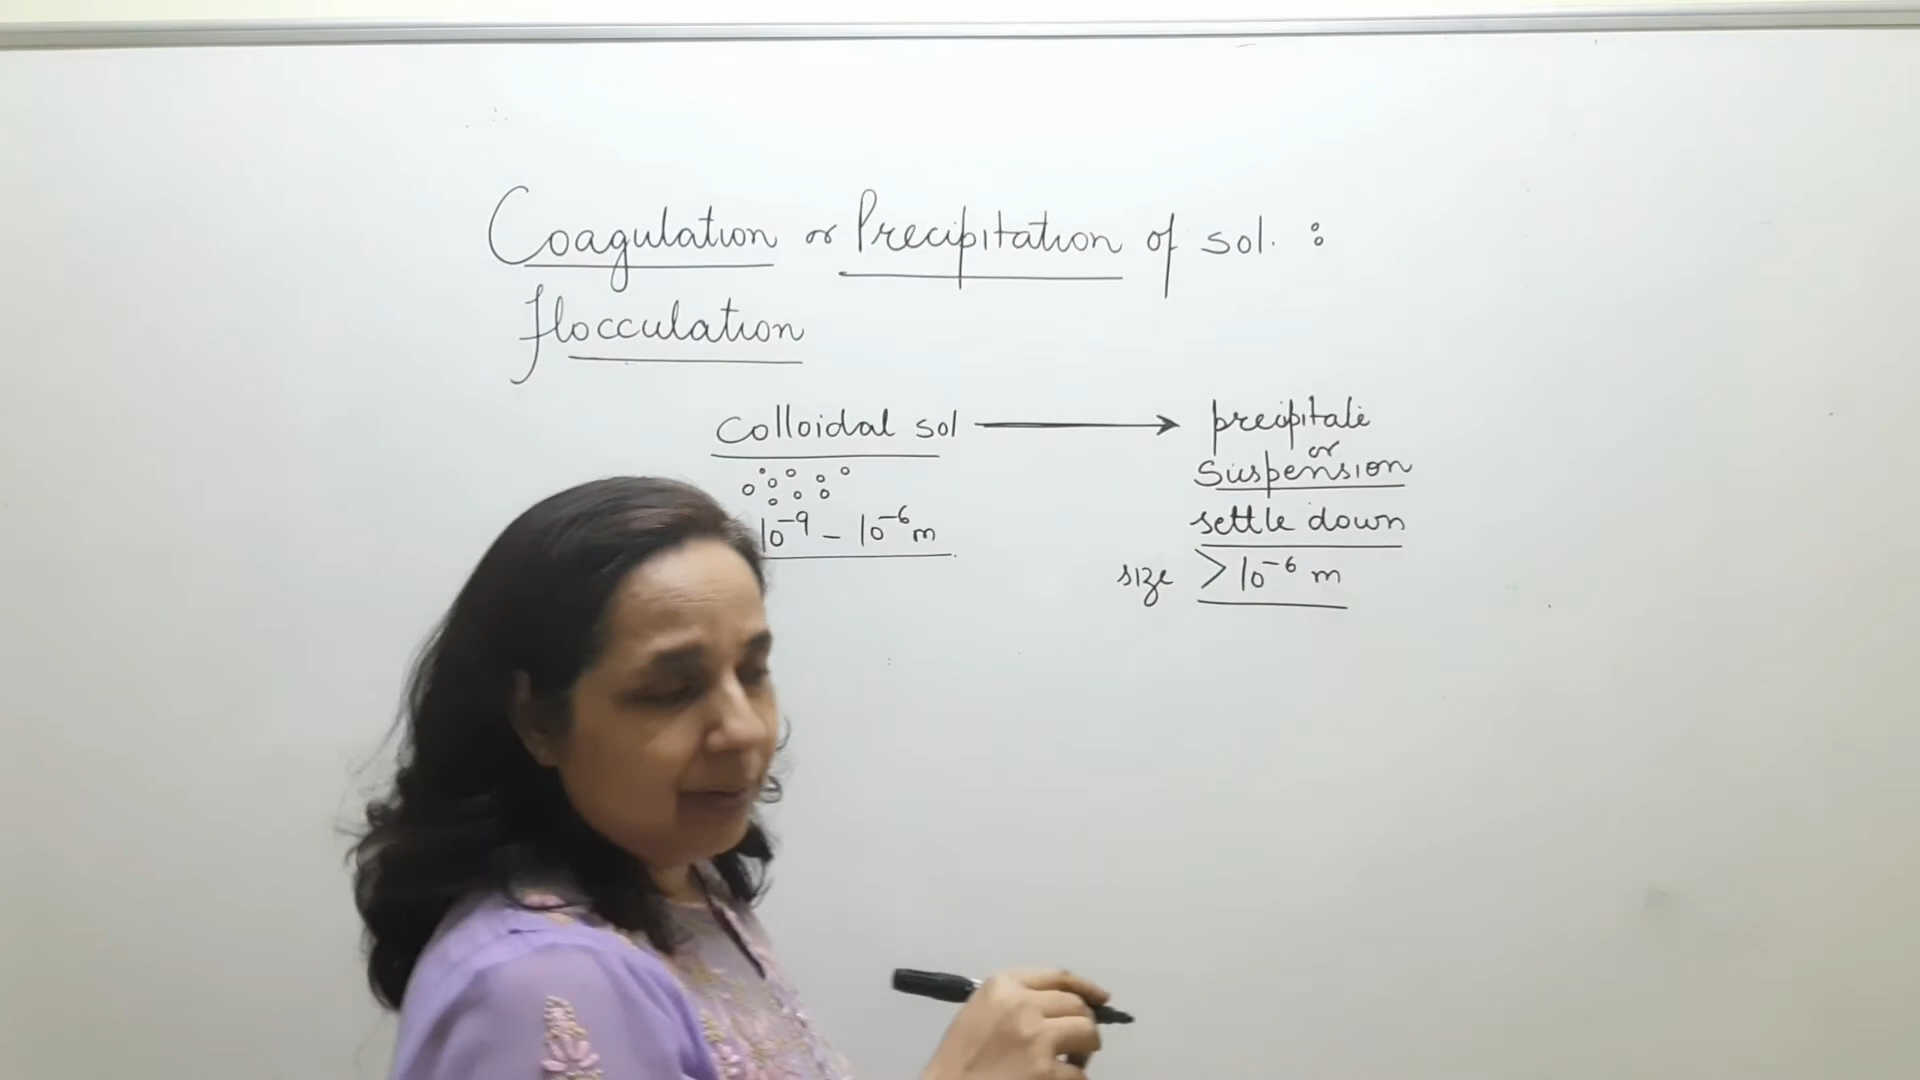 Coagulation or Precipitation of sol. :
flocculation
Colloidal sol ⟶ precipitate
or
Suspension
settle down
10⁻⁹ – 10⁻⁶ m
size > 10⁻⁶ m